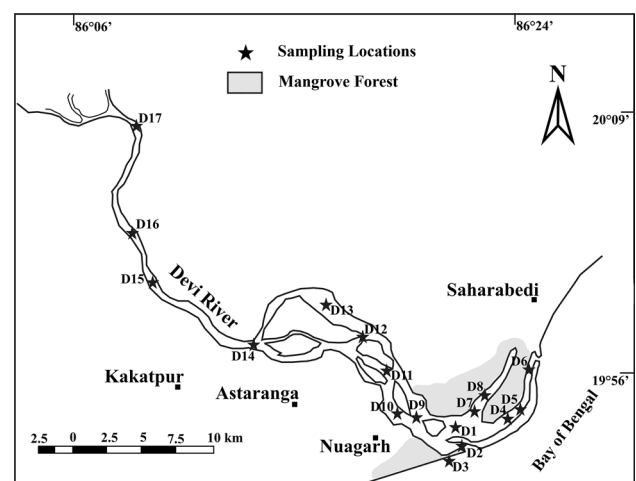 86°06'
86°24'
Sampling Locations
Mangrove Forest
N
D17
20°09'
D16
Devi River
D15
Saharabedi
D13
D12
D14
D6
Kakatpur
D11
19°56'
Astaranga
D8
D7
D5
D4
D10
D9
D1
Bay of Bengal
Nuagarh
D2
D3
2.5 0 2.5 5 7.5 10 km